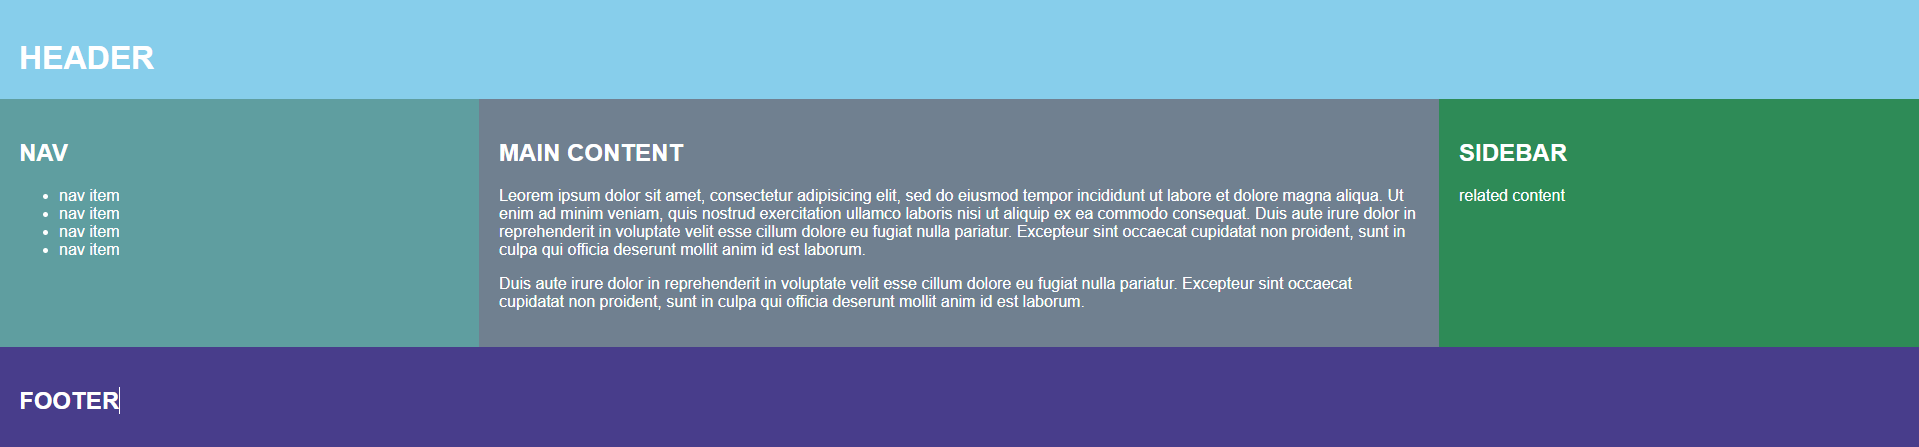 HEADER
NAV
nav item
nav item
nav item
nav item
MAIN CONTENT
Leorem ipsum dolor sit amet, consectetur adipisicing elit, sed do eiusmod tempor incididunt ut labore et dolore magna aliqua. Ut
enim ad minim veniam, quis nostrud exercitation ullamco laboris nisi ut aliquip ex ea commodo consequat. Duis aute irure dolor in
reprehenderit in voluptate velit esse cillum dolore eu fugiat nulla pariatur. Excepteur sint occaecat cupidatat non proident, sunt in
culpa qui officia deserunt mollit anim id est laborum.
Duis aute irure dolor in reprehenderit in voluptate velit esse cillum dolore eu fugiat nulla pariatur. Excepteur sint occaecat
cupidatat non proident, sunt in culpa qui officia deserunt mollit anim id est laborum.
SIDEBAR
related content
FOOTER